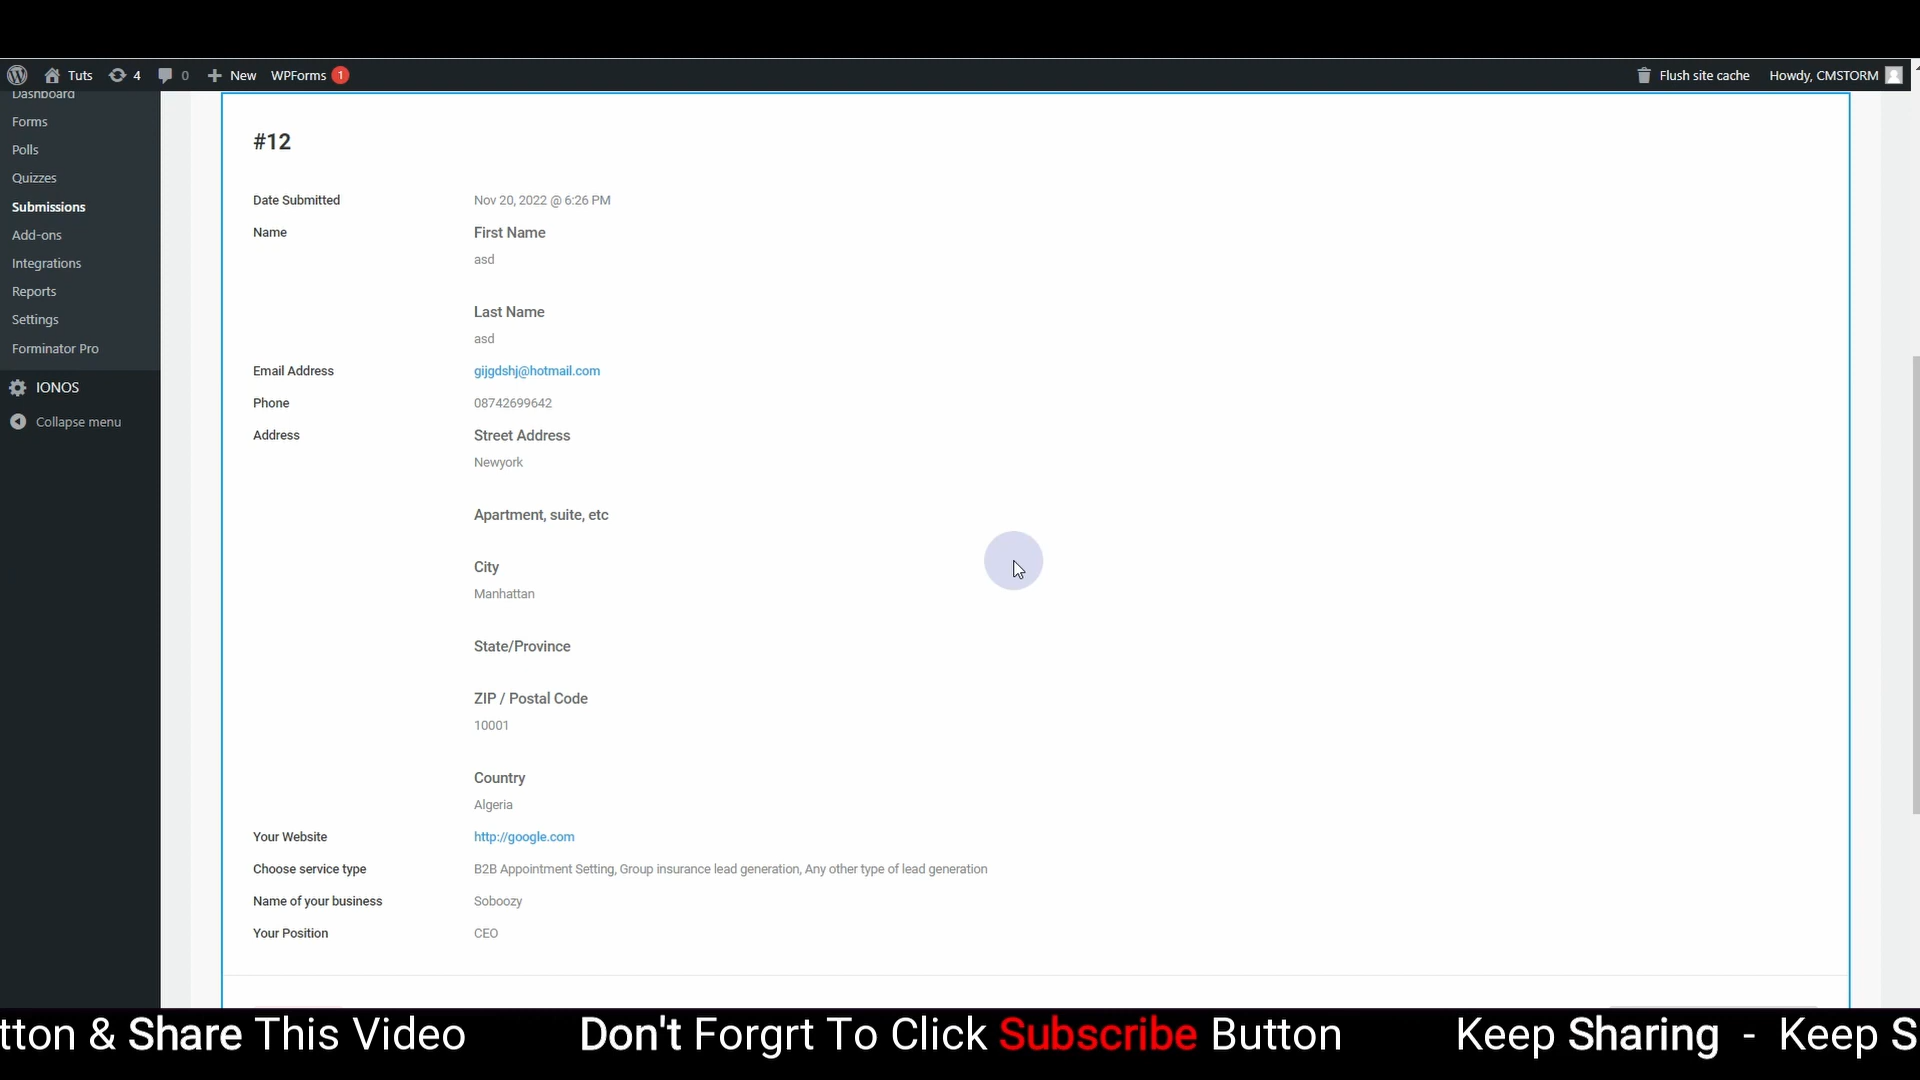 Tuts 4 0 New WPForms 1 Flush site cache Howdy, CMSTORM
Dashboard
Forms
Polls
Quizzes
Submissions
Add-ons
Integrations
Reports
Settings
Forminator Pro
IONOS
Collapse menu
#12
Date Submitted Nov 20, 2022 @ 6:26 PM
Name First Name
asd
Last Name
asd
Email Address gijgdshj@hotmail.com
Phone 08742699642
Address Street Address
Newyork
Apartment, suite, etc
City
Manhattan
State/Province
ZIP / Postal Code
10001
Country
Algeria
Your Website http://google.com
Choose service type B2B Appointment Setting, Group insurance lead generation, Any other type of lead generation
Name of your business Soboozy
Your Position CEO
tton & Share This Video Don't Forgrt To Click Subscribe Button Keep Sharing - Keep S